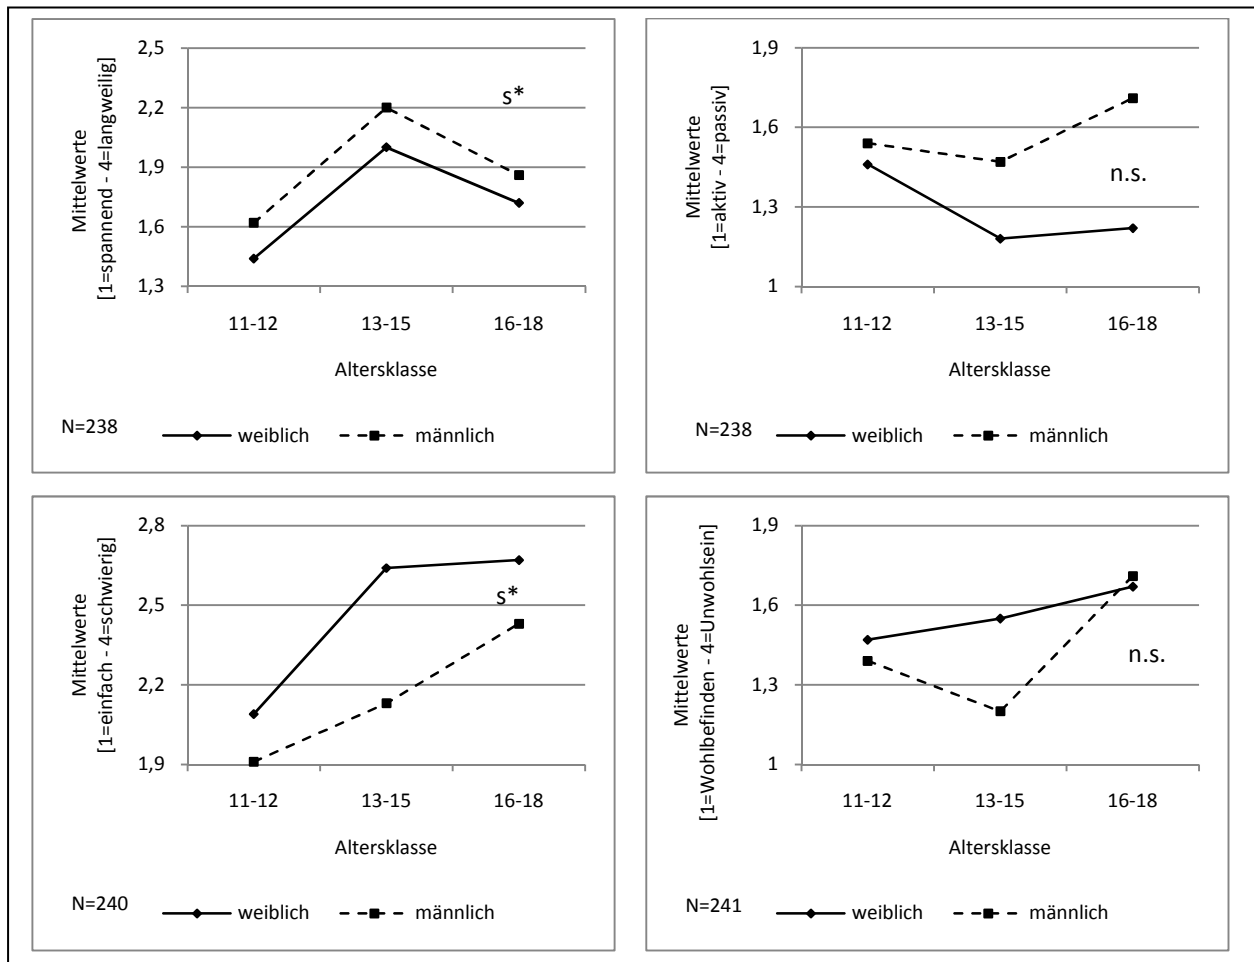 Mittelwerte
[1=spannend - 4=langweilig]
2,5
2,2
1,9
1,6
1,3
s*
11-12 13-15 16-18
Altersklasse
N=238 weiblich männlich
Mittelwerte
[1=aktiv - 4=passiv]
1,9
1,6
1,3
1
n.s.
11-12 13-15 16-18
Altersklasse
N=238 weiblich männlich
Mittelwerte
[1=einfach - 4=schwierig]
2,8
2,5
2,2
1,9
s*
11-12 13-15 16-18
Altersklasse
N=240 weiblich männlich
Mittelwerte
[1=Wohlbefinden - 4=Unwohlsein]
1,9
1,6
1,3
1
n.s.
11-12 13-15 16-18
Altersklasse
N=241 weiblich männlich